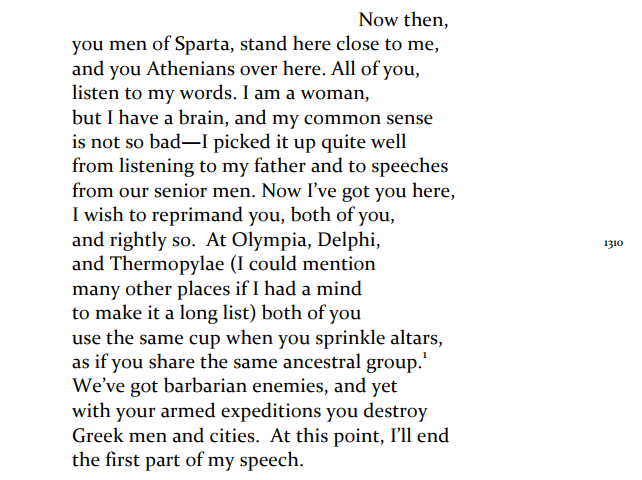 Now then,
you men of Sparta, stand here close to me,
and you Athenians over here. All of you,
listen to my words. I am a woman,
but I have a brain, and my common sense
is not so bad—I picked it up quite well
from listening to my father and to speeches
from our senior men. Now I’ve got you here,
I wish to reprimand you, both of you,
and rightly so.  At Olympia, Delphi, 1310
and Thermopylae (I could mention
many other places if I had a mind
to make it a long list) both of you
use the same cup when you sprinkle altars,
as if you share the same ancestral group.¹
We’ve got barbarian enemies, and yet
with your armed expeditions you destroy
Greek men and cities.  At this point, I’ll end
the first part of my speech.